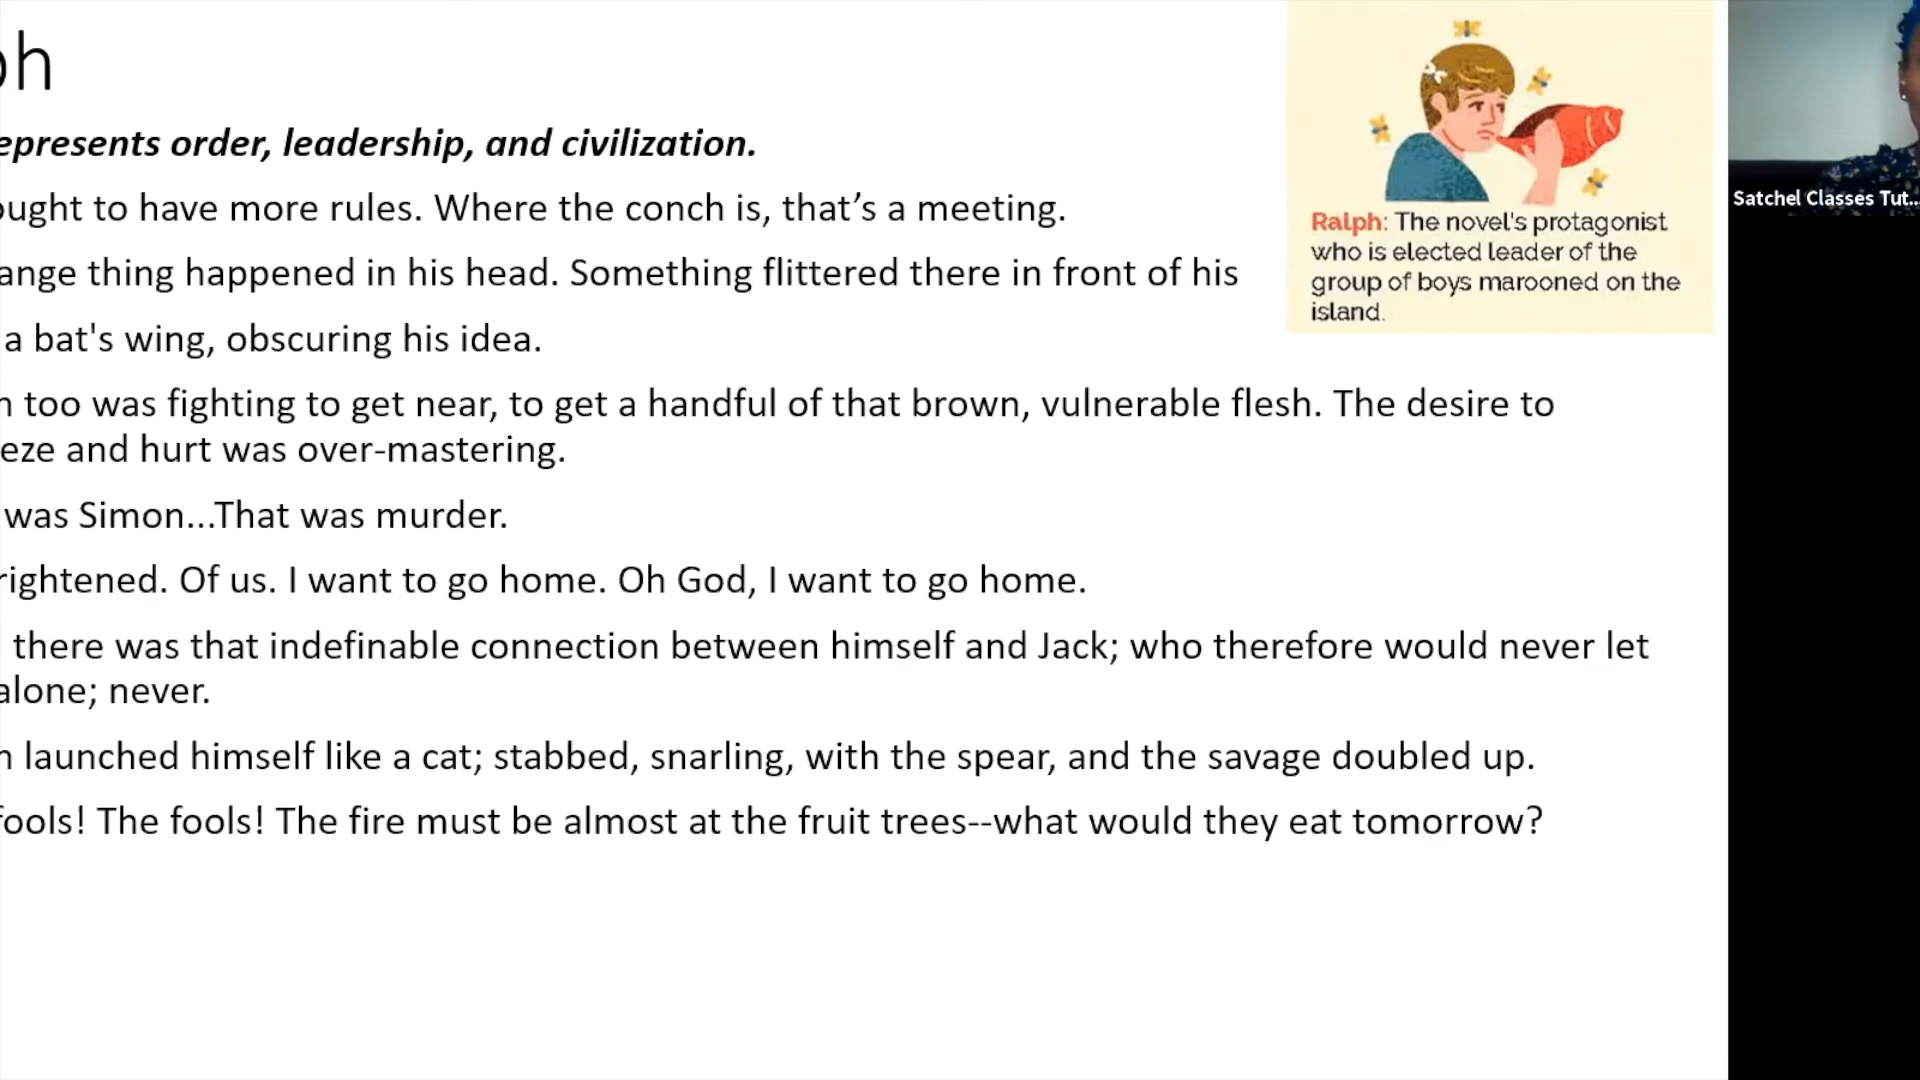 ph
epresents order, leadership, and civilization.
ought to have more rules. Where the conch is, that’s a meeting.
ange thing happened in his head. Something flittered there in front of his
a bat's wing, obscuring his idea.
h too was fighting to get near, to get a handful of that brown, vulnerable flesh. The desire to
eze and hurt was over-mastering.
was Simon...That was murder.
rightened. Of us. I want to go home. Oh God, I want to go home.
there was that indefinable connection between himself and Jack; who therefore would never let
alone; never.
h launched himself like a cat; stabbed, snarling, with the spear, and the savage doubled up.
fools! The fools! The fire must be almost at the fruit trees--what would they eat tomorrow?
Ralph: The novel's protagonist
who is elected leader of the
group of boys marooned on the
island.
Satchel Classes Tut...